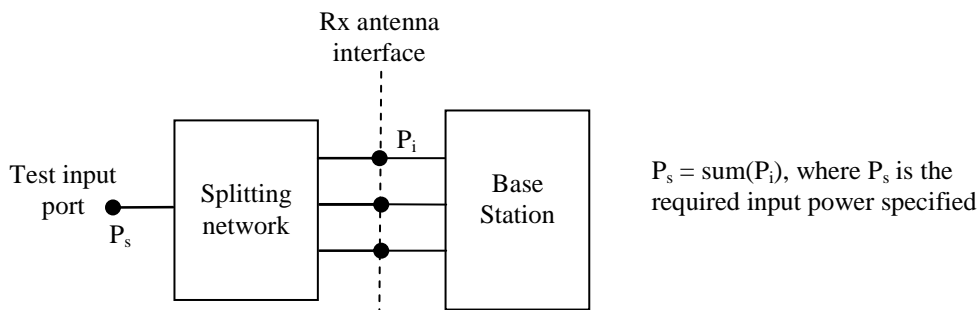 Rx antenna
interface
P_i
Test input
port
P_s
Splitting
network
Base
Station
P_s = sum(P_i), where P_s is the
required input power specified